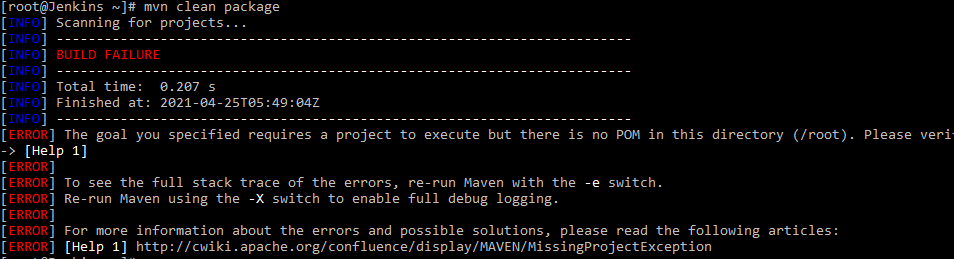 [root@Jenkins ~]# mvn clean package
[INFO] Scanning for projects...
[INFO] ------------------------------------------------------------------------
[INFO] BUILD FAILURE
[INFO] ------------------------------------------------------------------------
[INFO] Total time:  0.207 s
[INFO] Finished at: 2021-04-25T05:49:04Z
[INFO] ------------------------------------------------------------------------
[ERROR] The goal you specified requires a project to execute but there is no POM in this directory (/root). Please veri
-> [Help 1]
[ERROR]
[ERROR] To see the full stack trace of the errors, re-run Maven with the -e switch.
[ERROR] Re-run Maven using the -X switch to enable full debug logging.
[ERROR]
[ERROR] For more information about the errors and possible solutions, please read the following articles:
[ERROR] [Help 1] http://cwiki.apache.org/confluence/display/MAVEN/MissingProjectException